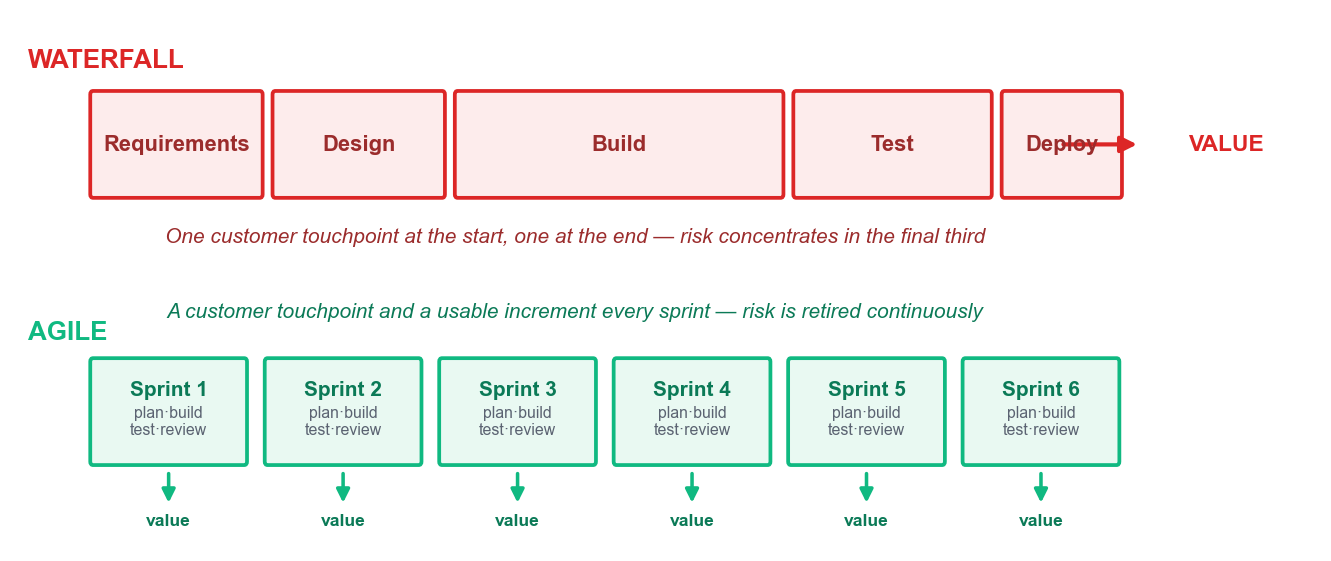 WATERFALL
Requirements
Design
Build
Test
Deploy
VALUE
One customer touchpoint at the start, one at the end — risk concentrates in the final third
A customer touchpoint and a usable increment every sprint — risk is retired continuously
AGILE
Sprint 1
plan·build
test·review
Sprint 2
plan·build
test·review
Sprint 3
plan·build
test·review
Sprint 4
plan·build
test·review
Sprint 5
plan·build
test·review
Sprint 6
plan·build
test·review
value
value
value
value
value
value